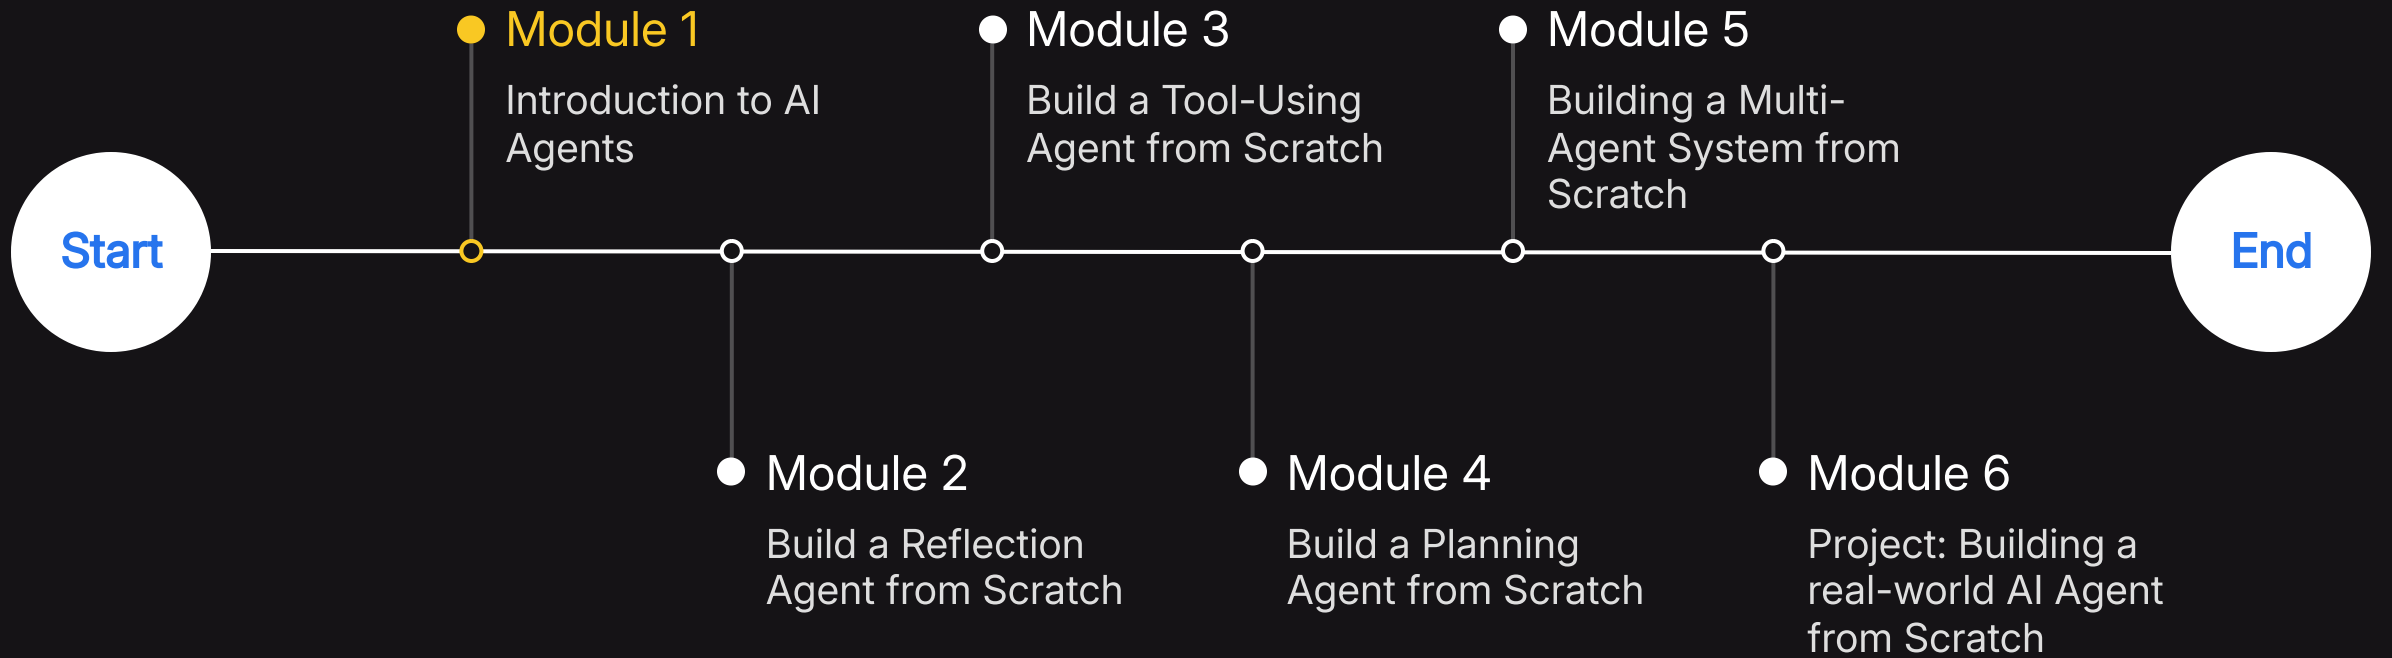 Start
Module 1
Introduction to AI
Agents
Module 2
Build a Reflection
Agent from Scratch
Module 3
Build a Tool-Using
Agent from Scratch
Module 4
Build a Planning
Agent from Scratch
Module 5
Building a Multi-
Agent System from
Scratch
Module 6
Project: Building a
real-world AI Agent
from Scratch
End